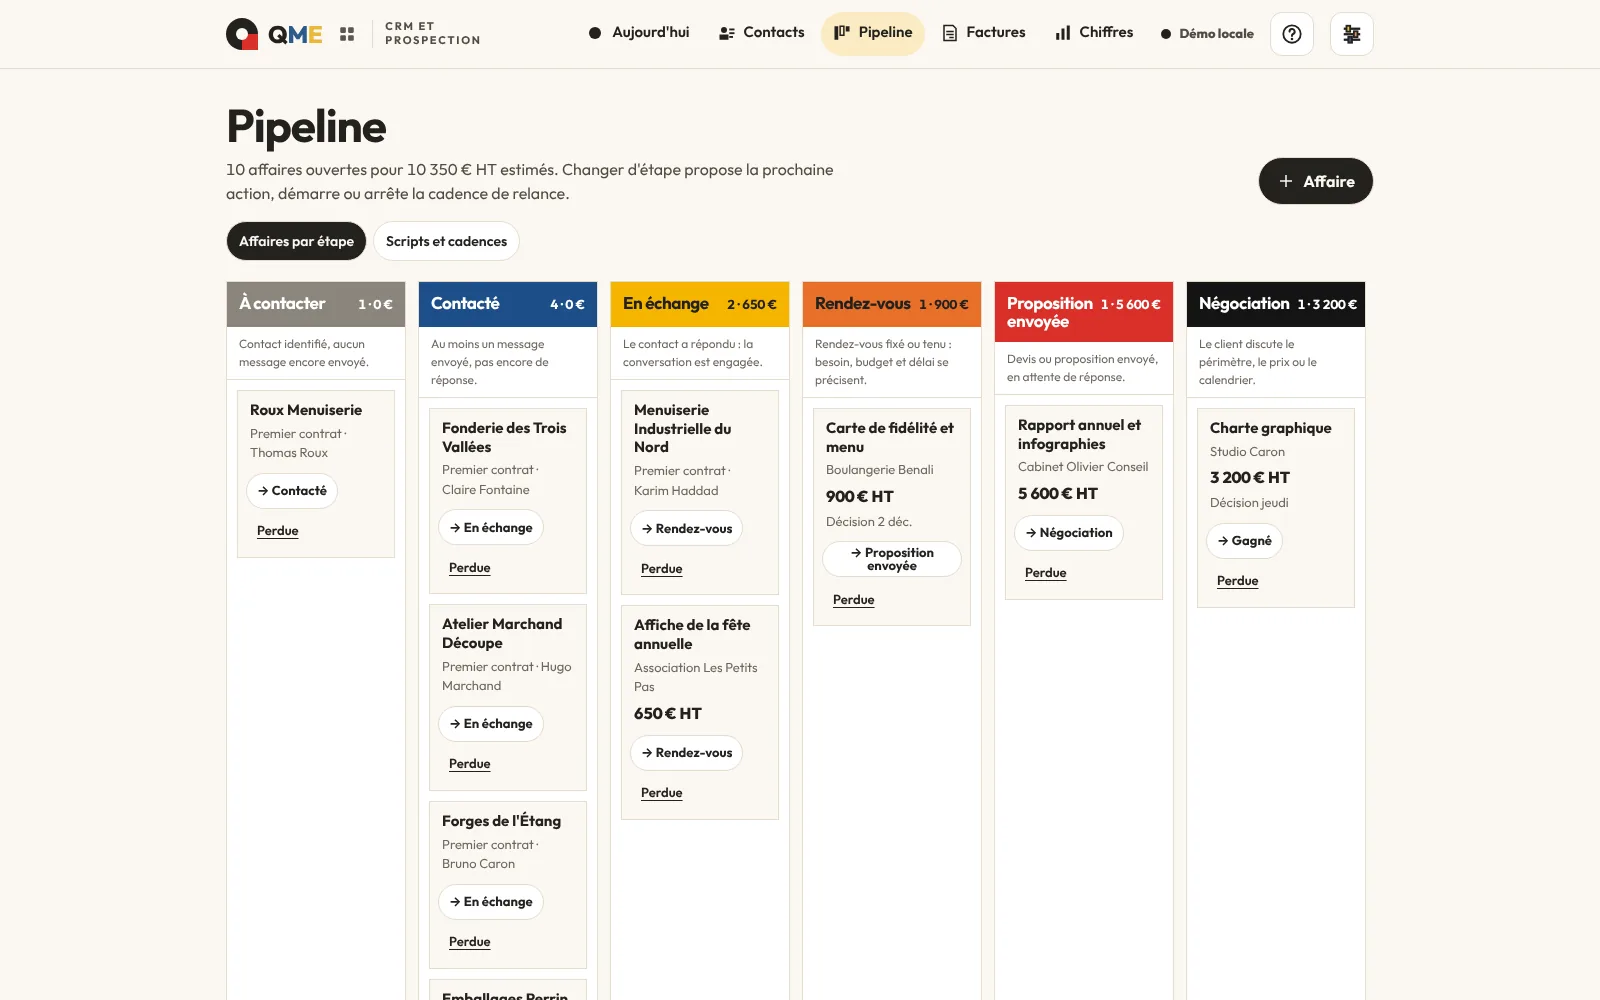 QME
CRM ET
PROSPECTION
Aujourd'hui
Contacts
Pipeline
Factures
Chiffres
Démo locale
Pipeline
10 affaires ouvertes pour 10 350 € HT estimés. Changer d'étape propose la prochaine
action, démarre ou arrête la cadence de relance.
+ Affaire
Affaires par étape
Scripts et cadences
À contacter 1 · 0 €
Contact identifié, aucun
message encore envoyé.
Roux Menuiserie
Premier contrat ·
Thomas Roux
→ Contacté
Perdue
Contacté 4 · 0 €
Au moins un message
envoyé, pas encore de
réponse.
Fonderie des Trois
Vallées
Premier contrat ·
Claire Fontaine
→ En échange
Perdue
Atelier Marchand
Découpe
Premier contrat · Hugo
Marchand
→ En échange
Perdue
Forges de l'Étang
Premier contrat ·
Bruno Caron
→ En échange
Perdue
Emballages Perrin
En échange 2 · 650 €
Le contact a répondu : la
conversation est engagée.
Menuiserie
Industrielle du
Nord
Premier contrat ·
Karim Haddad
→ Rendez-vous
Perdue
Affiche de la fête
annuelle
Association Les Petits
Pas
650 € HT
→ Rendez-vous
Perdue
Rendez-vous 1 · 900 €
Rendez-vous fixé ou tenu :
besoin, budget et délai se
précisent.
Carte de fidélité et
menu
Boulangerie Benali
900 € HT
Décision 2 déc.
→ Proposition
envoyée
Perdue
Proposition 1 · 5 600 €
envoyée
Devis ou proposition envoyé,
en attente de réponse.
Rapport annuel et
infographies
Cabinet Olivier Conseil
5 600 € HT
→ Négociation
Perdue
Négociation 1 · 3 200 €
Le client discute le
périmètre, le prix ou le
calendrier.
Charte graphique
Studio Caron
3 200 € HT
Décision jeudi
→ Gagné
Perdue